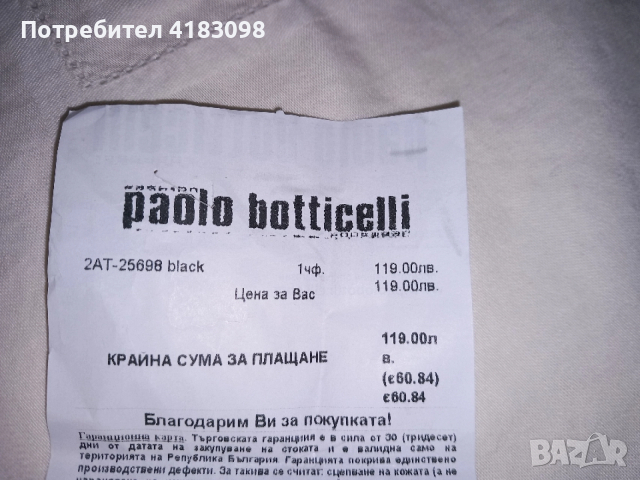 Потребител 4183098
paolo botticelli
2AT-25698 black 1чф. 119.00лв.
Цена за Вас 119.00лв.
КРАЙНА СУМА ЗА ПЛАЩАНЕ 119.00л
в.
(€60.84)
€60.84
Благодарим Ви за покупката!
Гаранционна карта. Търговската гаранция е в сила от 30 (тридесет)
дни от датата на закупуване на стоката и е валидна само на
територията на Република България. Гаранцията покрива единствено
производствени дефекти. За такива се считат: сцепване на кожата (а не
BAZAR